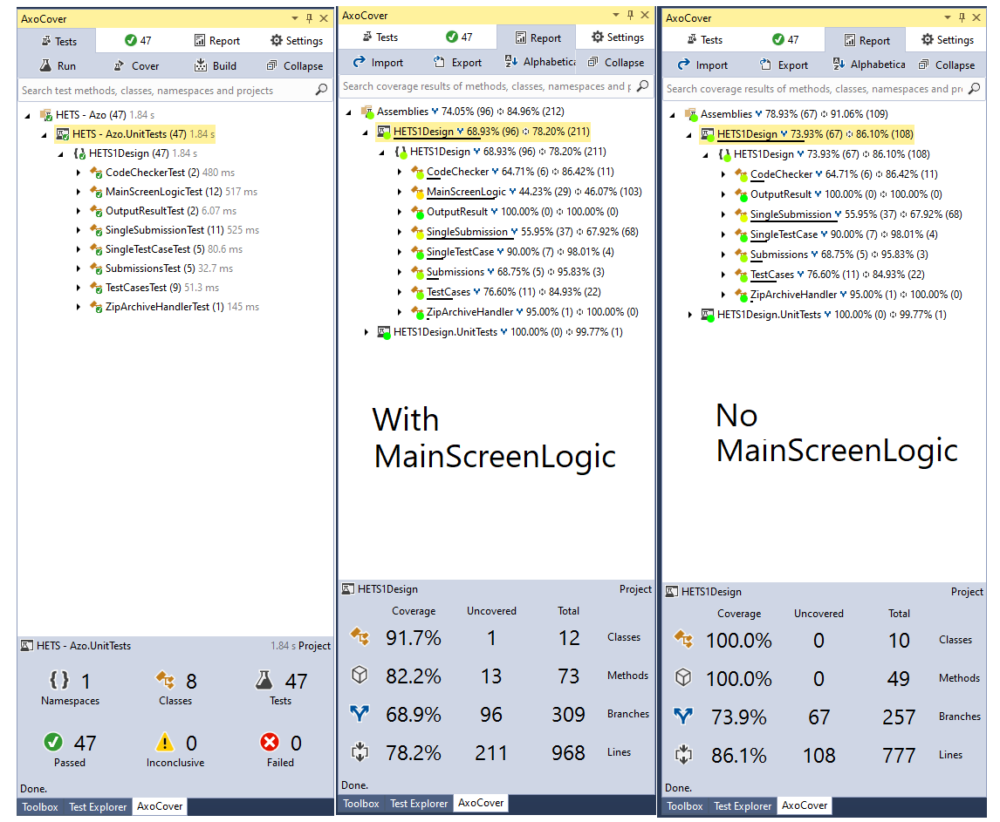 AxoCover
Tests
47
Report
Settings
Run
Cover
Build
Collapse
Search test methods, classes, namespaces and projects
HETS - Azo (47) 1.84 s
HETS - Azo.UnitTests (47) 1.84 s
HETS1Design (47) 1.84 s
CodeCheckerTest (2) 480 ms
MainScreenLogicTest (12) 517 ms
OutputResultTest (2) 6.07 ms
SingleSubmissionTest (11) 525 ms
SingleTestCaseTest (5) 80.6 ms
SubmissionsTest (5) 32.7 ms
TestCasesTest (9) 51.3 ms
ZipArchiveHandlerTest (1) 145 ms
HETS - Azo.UnitTests 1.84 s Project
1 Namespaces
8 Classes
47 Tests
47 Passed
0 Inconclusive
0 Failed
Done.
Toolbox Test Explorer AxoCover
AxoCover
Tests
47
Report
Settings
Import
Export
Alphabetica
Collapse
Search coverage results of methods, classes, namespaces and p
Assemblies 74.05% (96) 84.96% (212)
HETS1Design 68.93% (96) 78.20% (211)
HETS1Design 68.93% (96) 78.20% (211)
CodeChecker 64.71% (6) 86.42% (11)
MainScreenLogic 44.23% (29) 46.07% (103)
OutputResult 100.00% (0) 100.00% (0)
SingleSubmission 55.95% (37) 67.92% (68)
SingleTestCase 90.00% (7) 98.01% (4)
Submissions 68.75% (5) 95.83% (3)
TestCases 76.60% (11) 84.93% (22)
ZipArchiveHandler 95.00% (1) 100.00% (0)
HETS1Design.UnitTests 100.00% (0) 99.77% (1)
With
MainScreenLogic
HETS1Design Project
Coverage Uncovered Total
91.7% 1 12 Classes
82.2% 13 73 Methods
68.9% 96 309 Branches
78.2% 211 968 Lines
Done.
Toolbox Test Explorer AxoCover
AxoCover
Tests
47
Report
Settings
Import
Export
Alphabetica
Collapse
Search coverage results of methods, classes, namespaces and pr
Assemblies 78.93% (67) 91.06% (109)
HETS1Design 73.93% (67) 86.10% (108)
HETS1Design 73.93% (67) 86.10% (108)
CodeChecker 64.71% (6) 86.42% (11)
OutputResult 100.00% (0) 100.00% (0)
SingleSubmission 55.95% (37) 67.92% (68)
SingleTestCase 90.00% (7) 98.01% (4)
Submissions 68.75% (5) 95.83% (3)
TestCases 76.60% (11) 84.93% (22)
ZipArchiveHandler 95.00% (1) 100.00% (0)
HETS1Design.UnitTests 100.00% (0) 99.77% (1)
No
MainScreenLogic
HETS1Design Project
Coverage Uncovered Total
100.0% 0 10 Classes
100.0% 0 49 Methods
73.9% 67 257 Branches
86.1% 108 777 Lines
Done.
Toolbox Test Explorer AxoCover